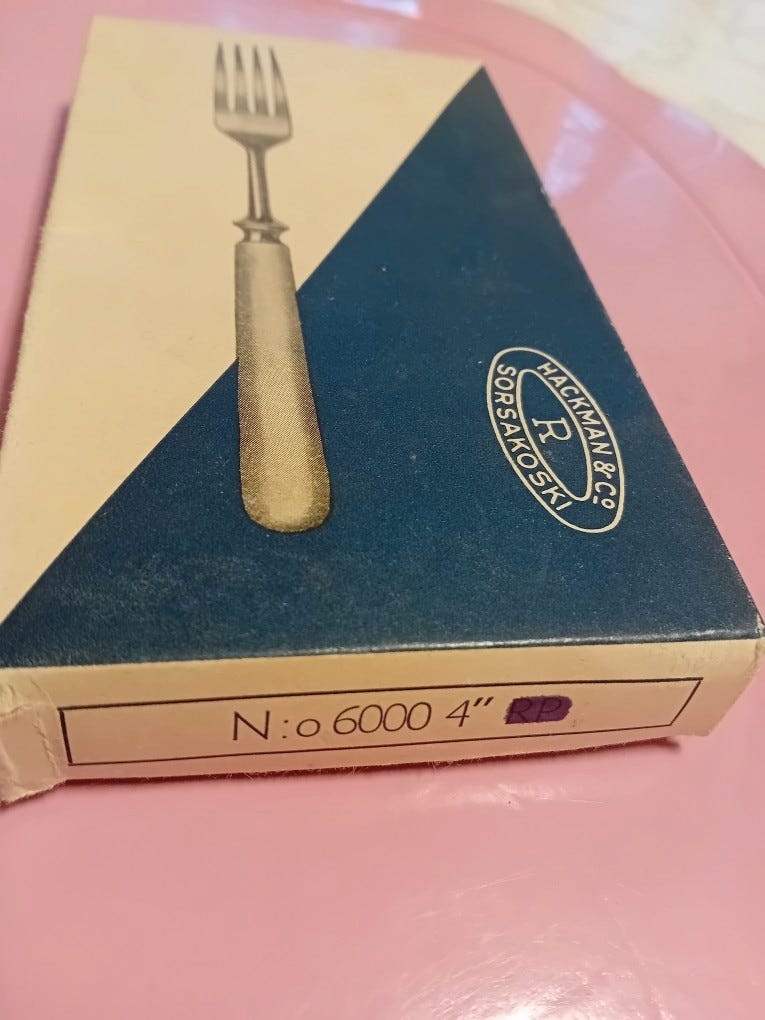 HACKMAN & Co
R
SORSAKOSKI
N:o 6000 4" RP